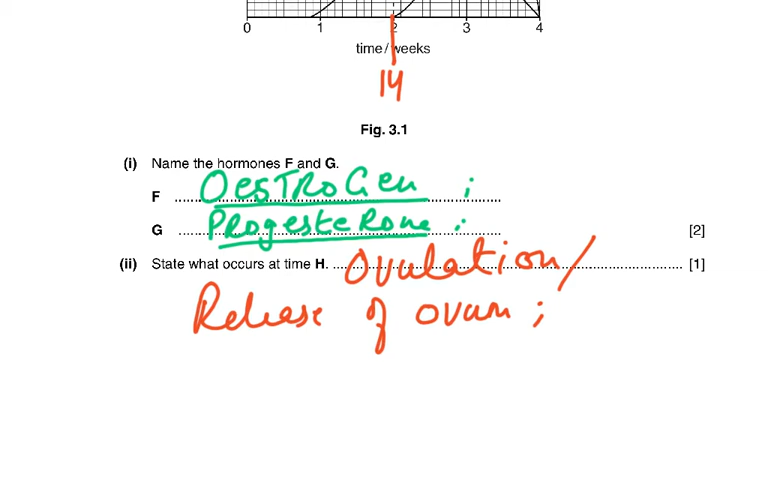 0 1 2 3 4
time / weeks
14
Fig. 3.1
(i) Name the hormones F and G.
F OesTRoGen ;
G PRogesteRone ; [2]
(ii) State what occurs at time H. Ovulation/ [1]
Release of ovum ;